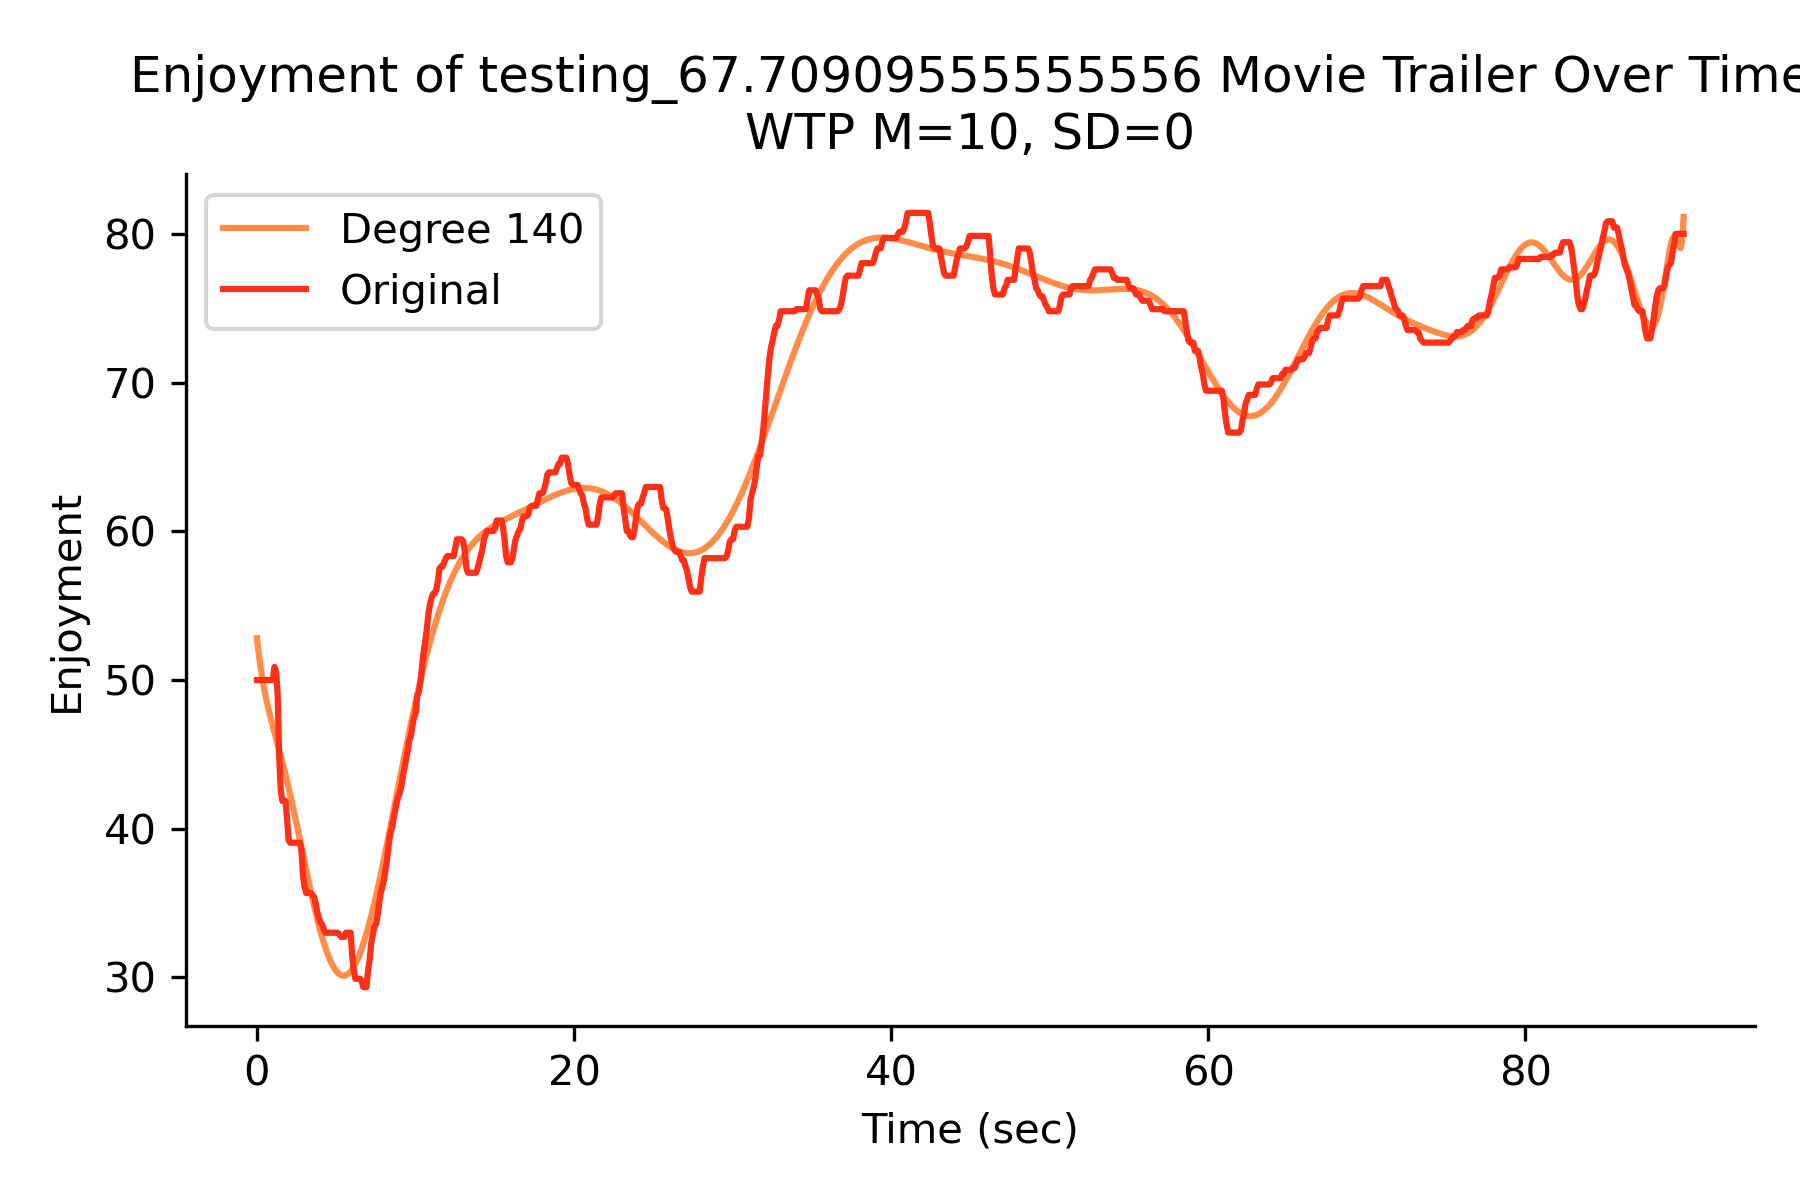 Enjoyment of testing_67.70909555555556 Movie Trailer Over Time
WTP M=10, SD=0
Degree 140
Original
80
70
60
50
40
30
Enjoyment
0 20 40 60 80
Time (sec)